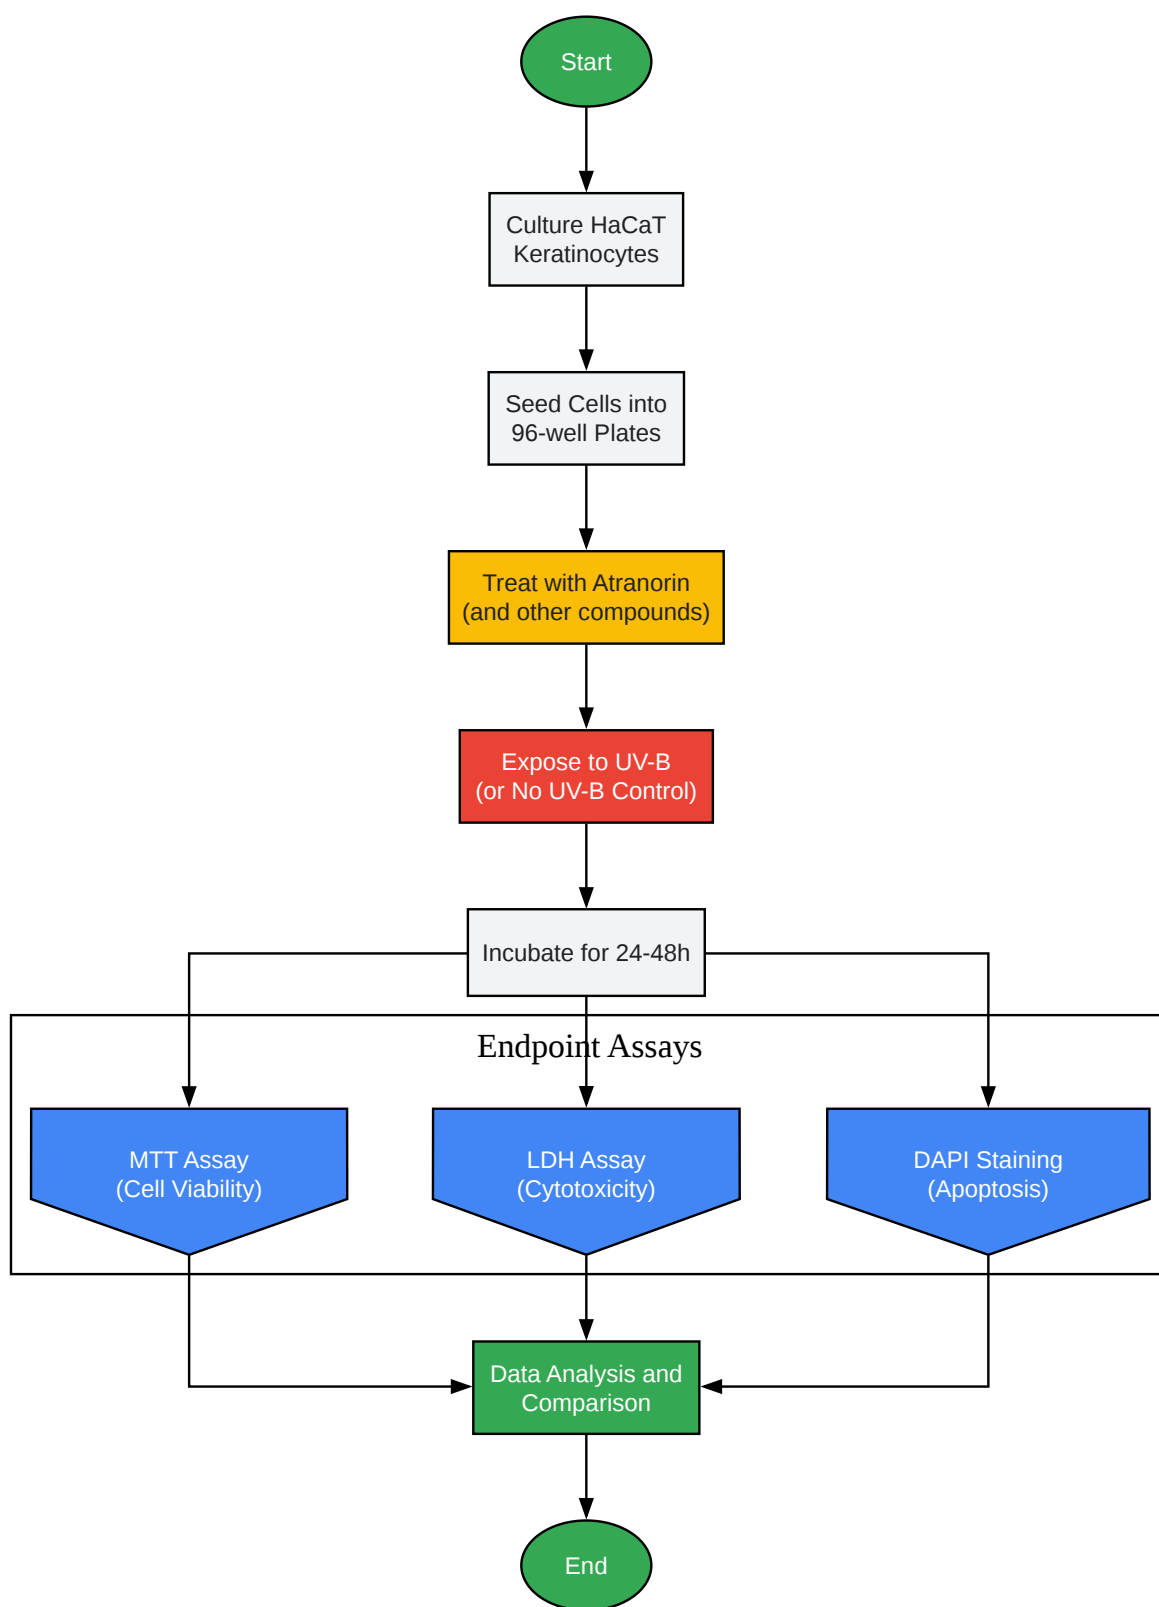 Start
Culture HaCaT
Keratinocytes
Seed Cells into
96-well Plates
Treat with Atranorin
(and other compounds)
Expose to UV-B
(or No UV-B Control)
Incubate for 24-48h
Endpoint Assays
MTT Assay
(Cell Viability)
LDH Assay
(Cytotoxicity)
DAPI Staining
(Apoptosis)
Data Analysis and
Comparison
End